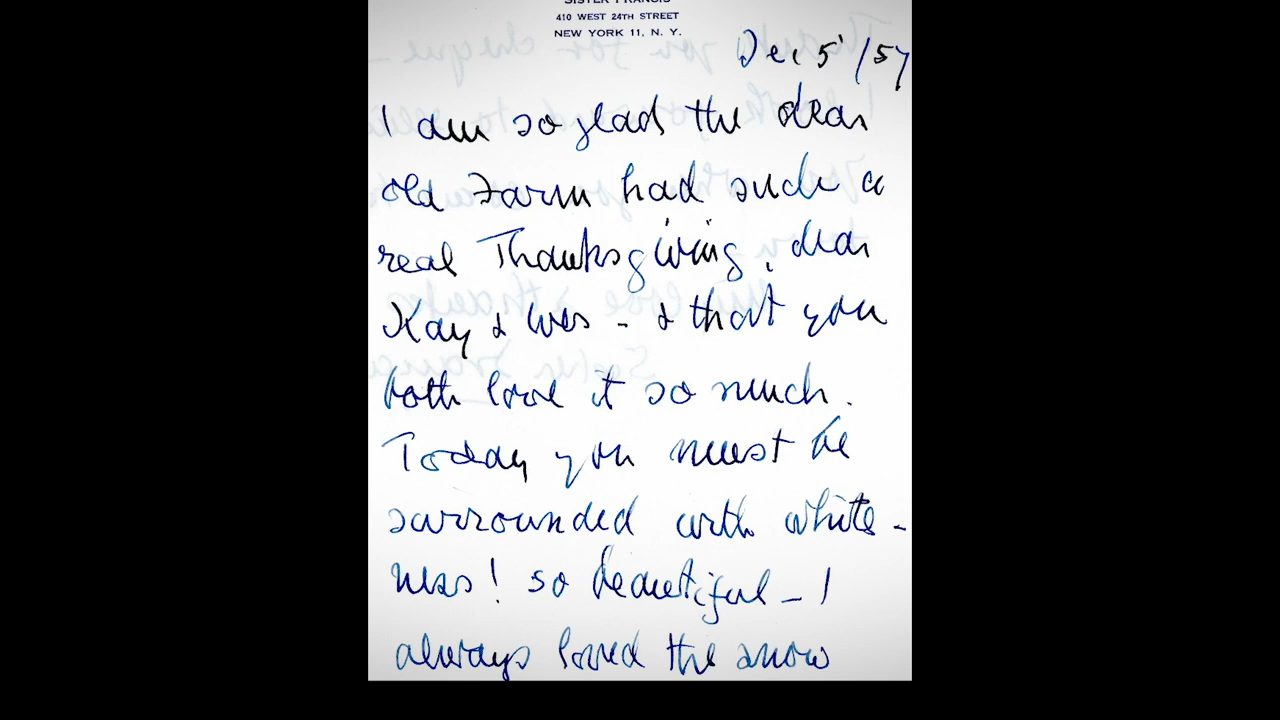 SISTER FRANCIS
410 WEST 24TH STREET
NEW YORK 11, N. Y.
Dec 5'/57
I am so glad the dear
old Farm had such a
real Thanksgiving, dear
Kay & Wes - & that you
both love it so much.
Today you must be
surrounded with white-
ness! so beautiful - I
always loved the snow